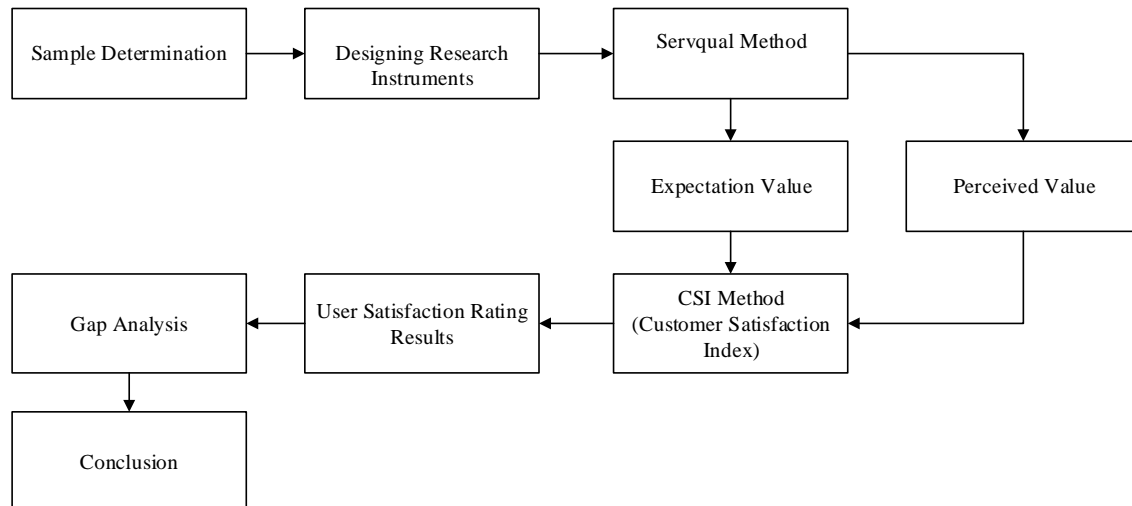 Sample Determination
Designing Research
Instruments
Servqual Method
Expectation Value
Perceived Value
Gap Analysis
User Satisfaction Rating
Results
CSI Method
(Customer Satisfaction
Index)
Conclusion